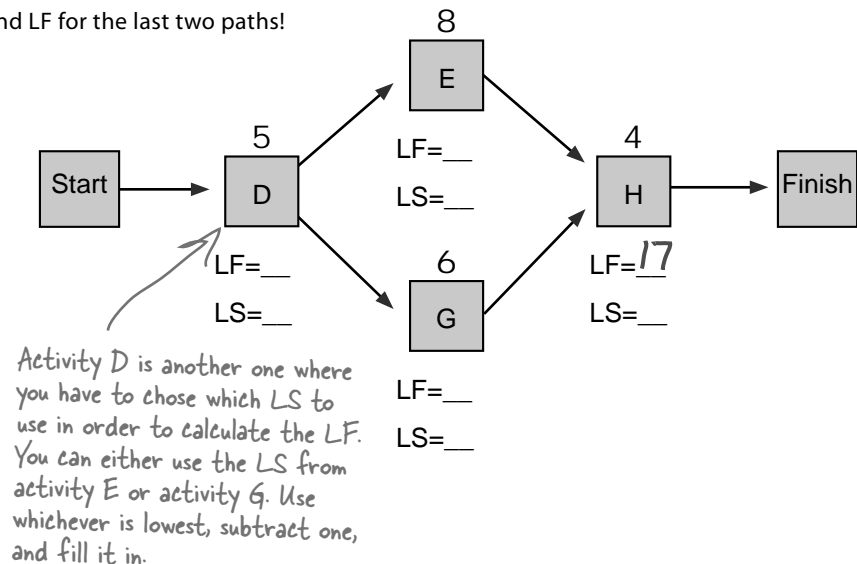 nd LF for the last two paths!
8
E
5
4
LF=__
Start
D
H
Finish
LS=__
6
LF=__
LF=17
G
LS=__
LS=__
Activity D is another one where
you have to chose which LS to
use in order to calculate the LF.
You can either use the LS from
activity E or activity G. Use
whichever is lowest, subtract one,
and fill it in.
LF=__
LS=__